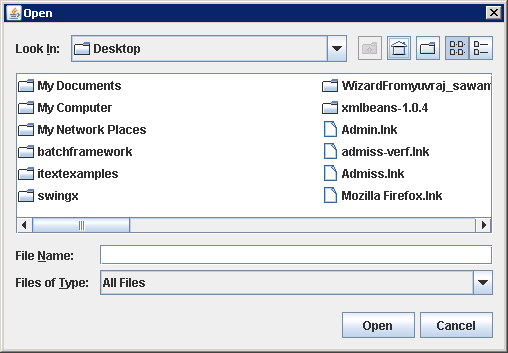 Open
Look In: Desktop
My Documents
My Computer
My Network Places
batchframework
itextexamples
swingx
WizardFromyuvraj_sawan
xmlbeans-1.0.4
Admin.lnk
admiss-verf.lnk
Admiss.lnk
Mozilla Firefox.lnk
File Name:
Files of Type: All Files
Open Cancel